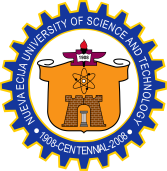 NUEVA ECIJA UNIVERSITY OF SCIENCE AND TECHNOLOGY
1908
• 1908-CENTENNIAL-2008 •